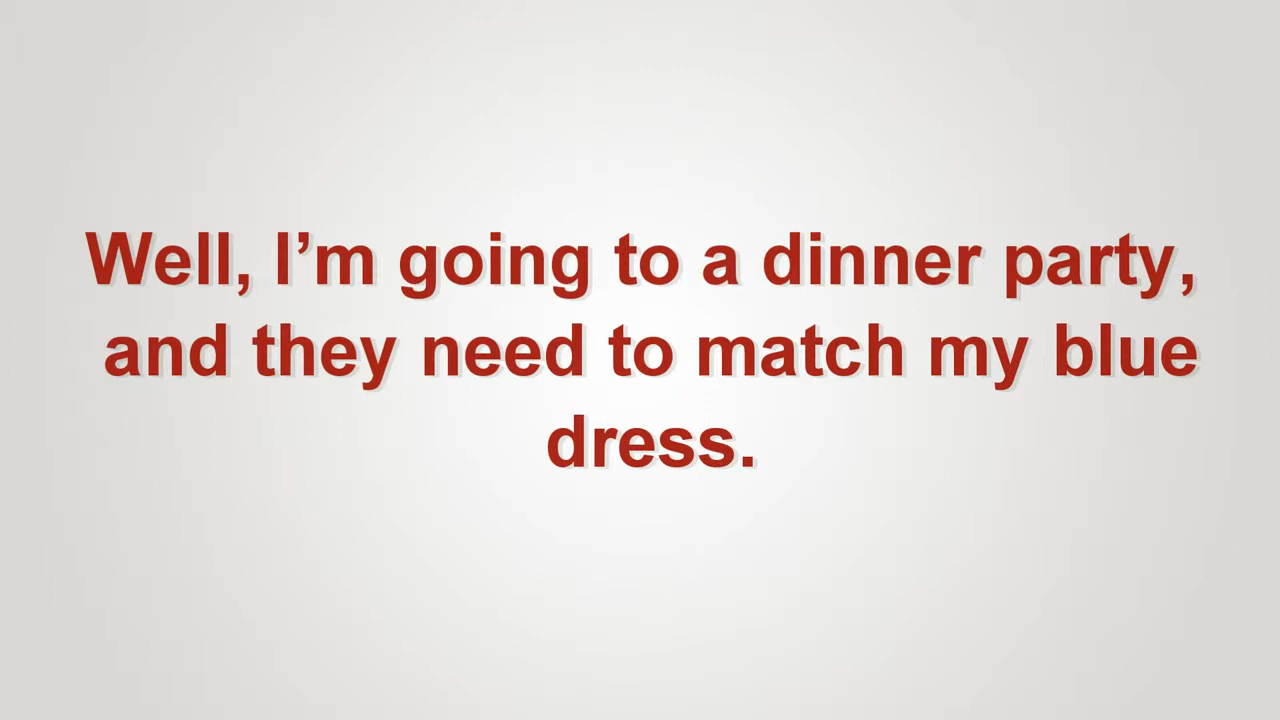 Well, I’m going to a dinner party,
and they need to match my blue
dress.